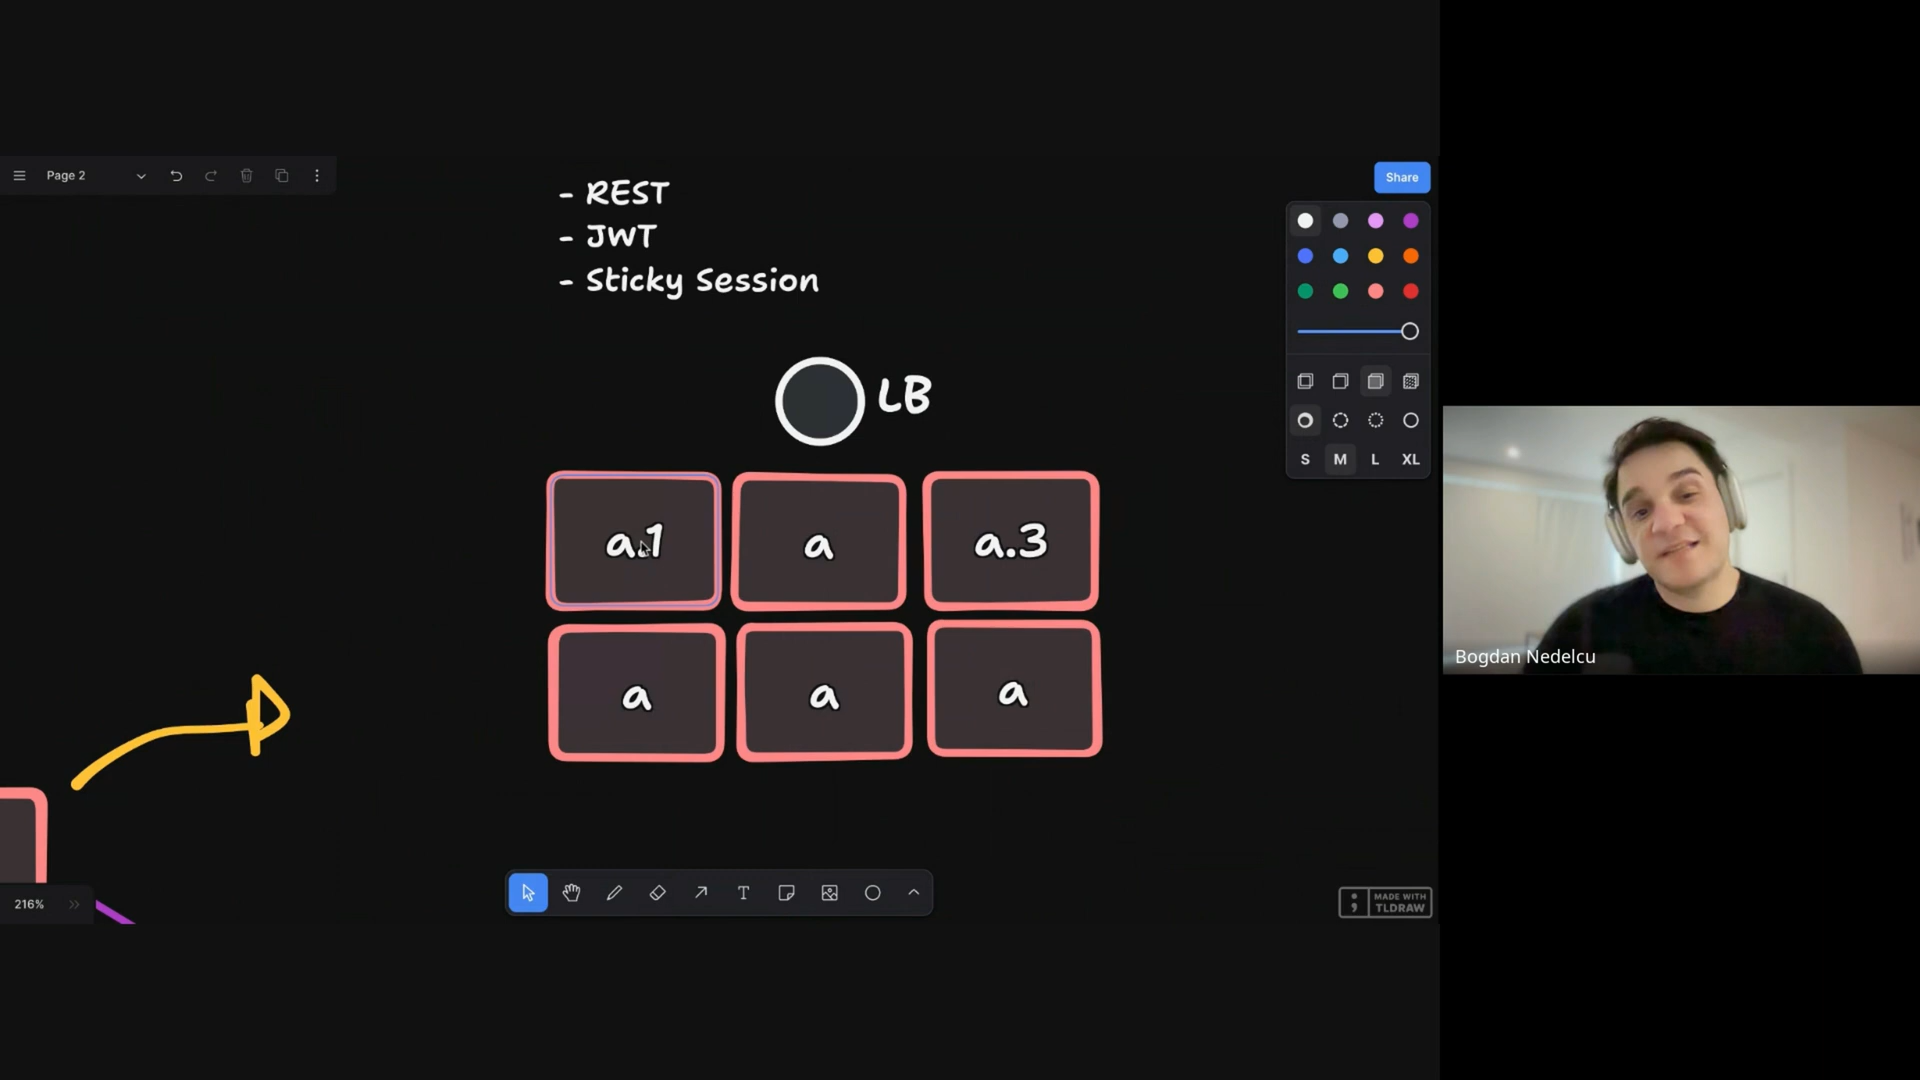 Page 2
Share
- REST
- JWT
- Sticky Session
LB
a.1
a
a.3
a
a
a
S M L XL
Bogdan Nedelcu
216%
MADE WITH
TLDRAW